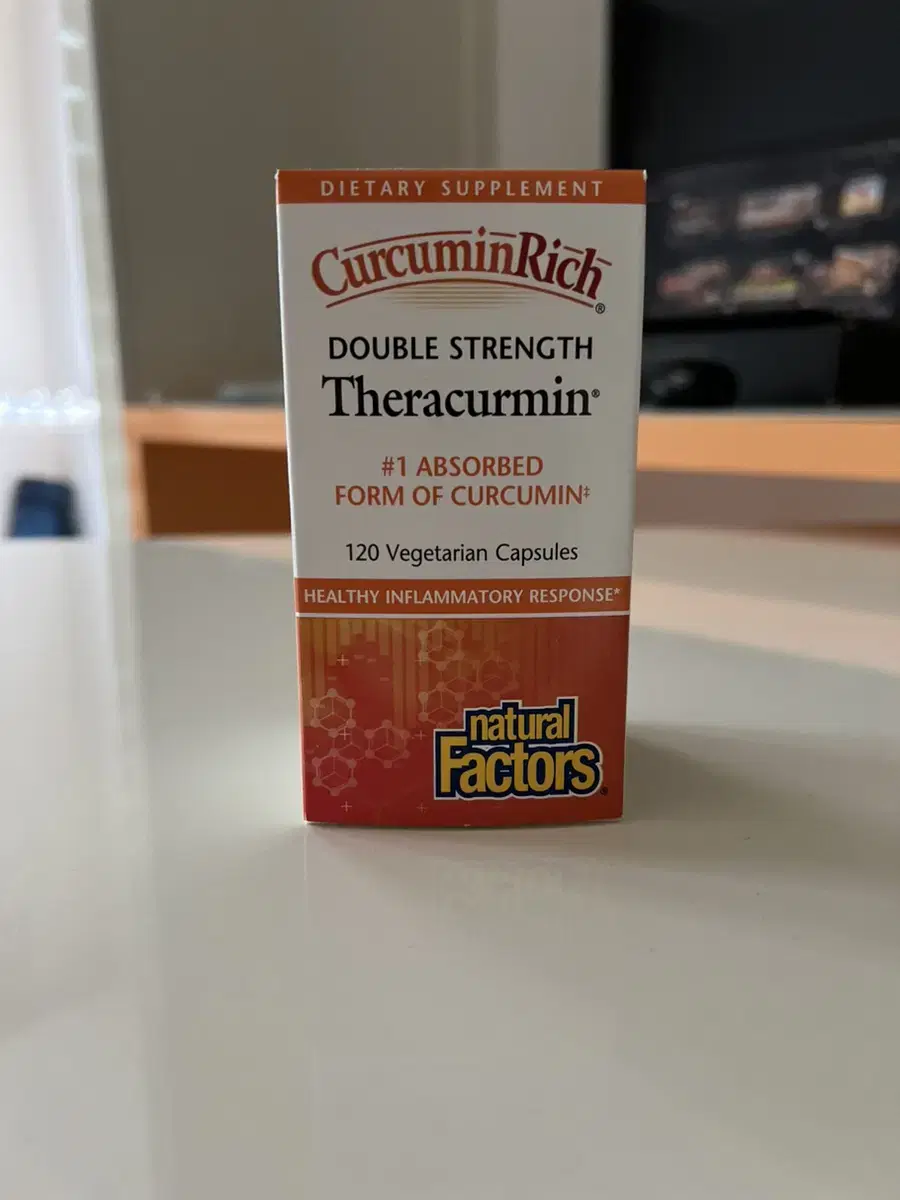 DIETARY SUPPLEMENT
CurcuminRich®
DOUBLE STRENGTH
Theracurmin®
#1 ABSORBED
FORM OF CURCUMIN‡
120 Vegetarian Capsules
HEALTHY INFLAMMATORY RESPONSE*
natural
Factors®